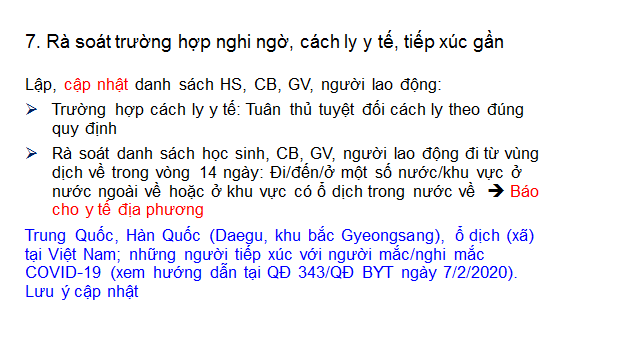 7. Rà soát trường hợp nghi ngờ, cách ly y tế, tiếp xúc gần
Lập, cập nhật danh sách HS, CB, GV, người lao động:
➢ Trường hợp cách ly y tế: Tuân thủ tuyệt đối cách ly theo đúng
quy định
➢ Rà soát danh sách học sinh, CB, GV, người lao động đi từ vùng
dịch về trong vòng 14 ngày: Đi/đến/ở một số nước/khu vực ở
nước ngoài về hoặc ở khu vực có ổ dịch trong nước về ➔ Báo
cho y tế địa phương
Trung Quốc, Hàn Quốc (Daegu, khu bắc Gyeongsang), ổ dịch (xã)
tại Việt Nam; những người tiếp xúc với người mắc/nghi mắc
COVID-19 (xem hướng dẫn tại QĐ 343/QĐ BYT ngày 7/2/2020).
Lưu ý cập nhật